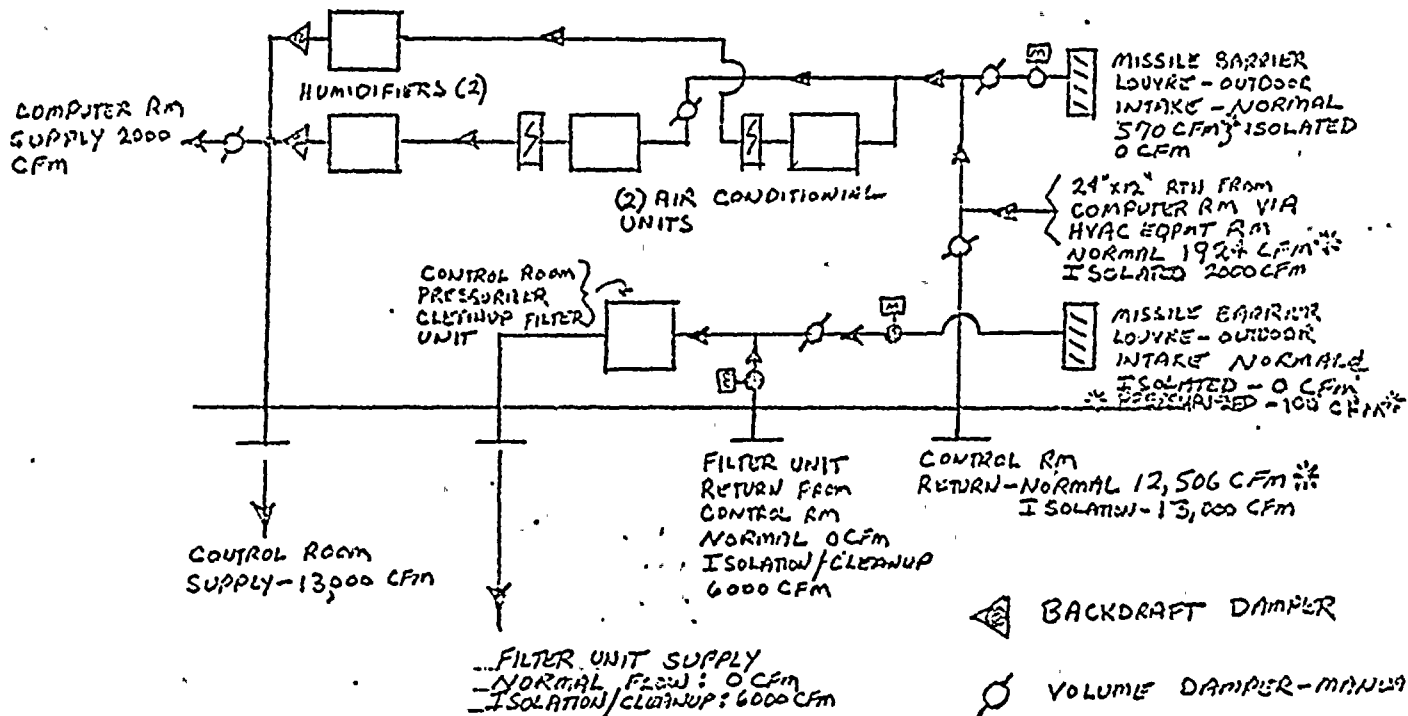 HUMIDIFIERS (2)
COMPUTER RM
SUPPLY 2000
CFM
(2) AIR CONDITIONING
UNITS
M
MISSILE BARRIER
LOUVRE - OUTDOOR
INTAKE - NORMAL
570 CFM* ISOLATED
0 CFM
24"x12" RTN FROM
COMPUTER RM VIA
HVAC EQPMT RM
NORMAL 1924 CFM*
ISOLATED 2000 CFM
CONTROL ROOM
PRESSURIZER
CLEANUP FILTER
UNIT
M
MISSILE BARRIER
LOUVRE - OUTDOOR
INTAKE NORMAL &
ISOLATED - 0 CFM
- 100 CFM*
FILTER UNIT
RETURN FROM
CONTROL RM
NORMAL 0 CFM
ISOLATION/CLEANUP
6000 CFM
CONTROL RM
RETURN - NORMAL 12,506 CFM*
ISOLATION - 13,000 CFM
CONTROL ROOM
SUPPLY - 13,000 CFM
FILTER UNIT SUPPLY
NORMAL FLOW: 0 CFM
ISOLATION/CLEANUP: 6000 CFM
BACKDRAFT DAMPER
VOLUME DAMPER - MANUA